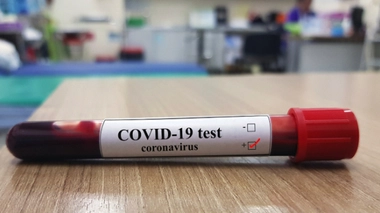 COVID-19 test
coronavirus
-
+